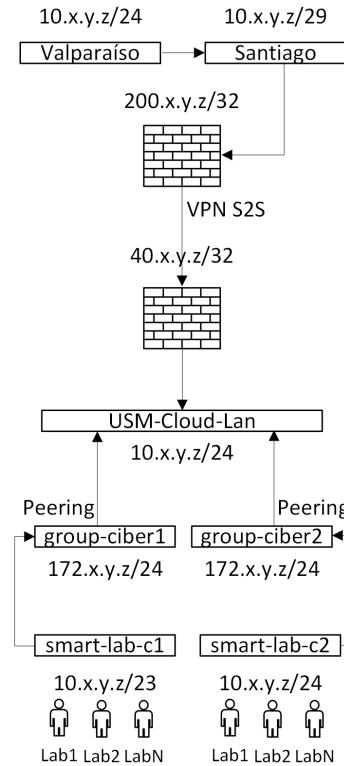 10.x.y.z/24 10.x.y.z/29
Valparaíso Santiago
200.x.y.z/32
VPN S2S
40.x.y.z/32
USM-Cloud-Lan
10.x.y.z/24
Peering Peering
group-ciber1 group-ciber2
172.x.y.z/24 172.x.y.z/24
smart-lab-c1 smart-lab-c2
10.x.y.z/23 10.x.y.z/24
Lab1 Lab2 LabN Lab1 Lab2 LabN